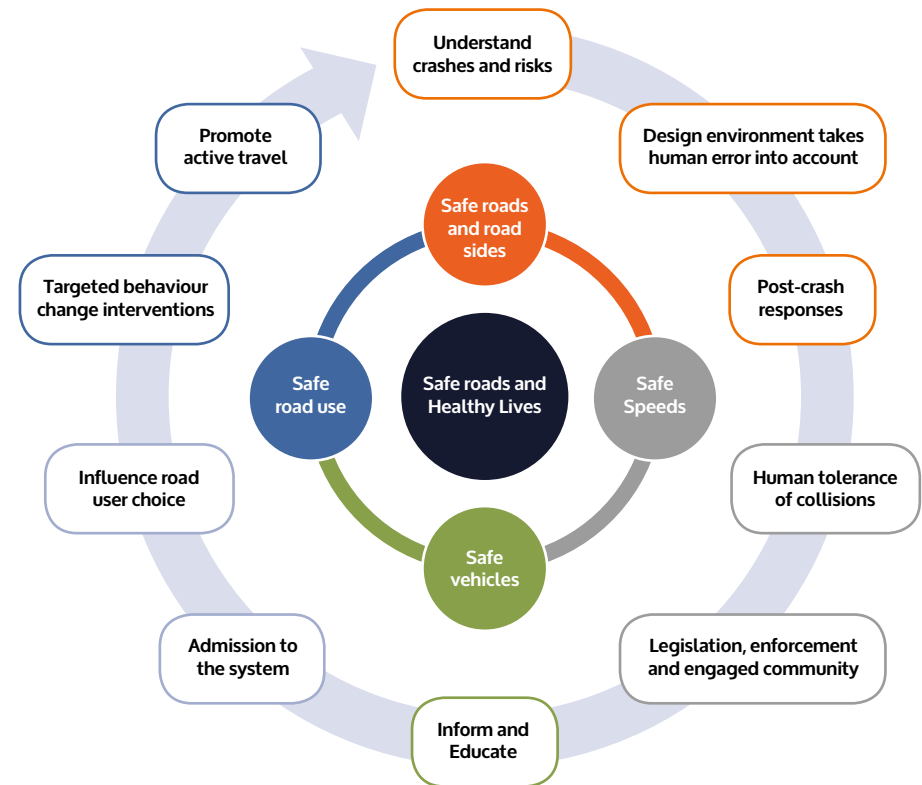 Understand
crashes and risks
Design environment takes
human error into account
Post-crash
responses
Human tolerance
of collisions
Legislation, enforcement
and engaged community
Inform and
Educate
Admission to
the system
Influence road
user choice
Targeted behaviour
change interventions
Promote
active travel
Safe roads
and road
sides
Safe
Speeds
Safe
vehicles
Safe
road use
Safe roads and
Healthy Lives